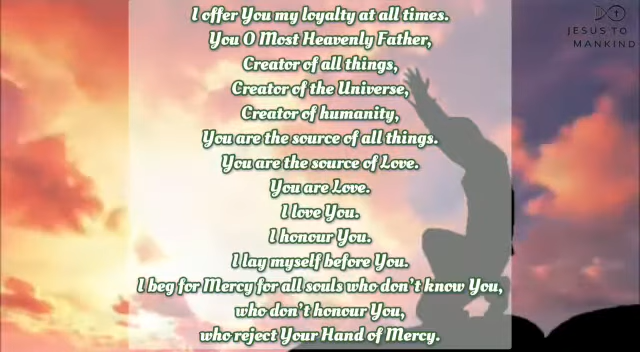 I offer You my loyalty at all times.
You O Most Heavenly Father,
Creator of all things,
Creator of the Universe,
Creator of humanity,
You are the source of all things.
You are the source of Love.
You are Love.
I love You.
I honour You.
I lay myself before You.
I beg for Mercy for all souls who don't know You,
who don't honour You,
who reject Your Hand of Mercy.
JESUS TO
MANKIND